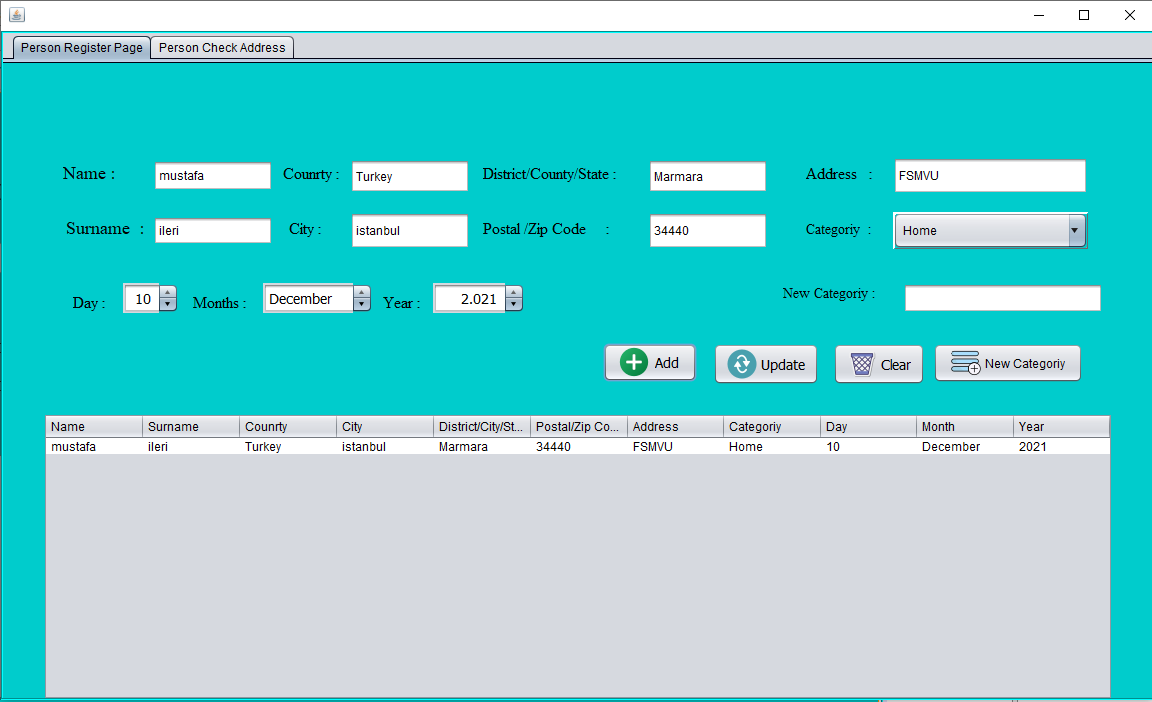 Person Register Page Person Check Address
Name : mustafa Counrty : Turkey District/County/State : Marmara Address : FSMVU
Surname : ileri City : istanbul Postal /Zip Code : 34440 Categoriy : Home
Day : 10 Months : December Year : 2.021 New Categoriy :
Add Update Clear New Categoriy
Name Surname Counrty City District/City/St... Postal/Zip Co... Address Categoriy Day Month Year
mustafa ileri Turkey istanbul Marmara 34440 FSMVU Home 10 December 2021